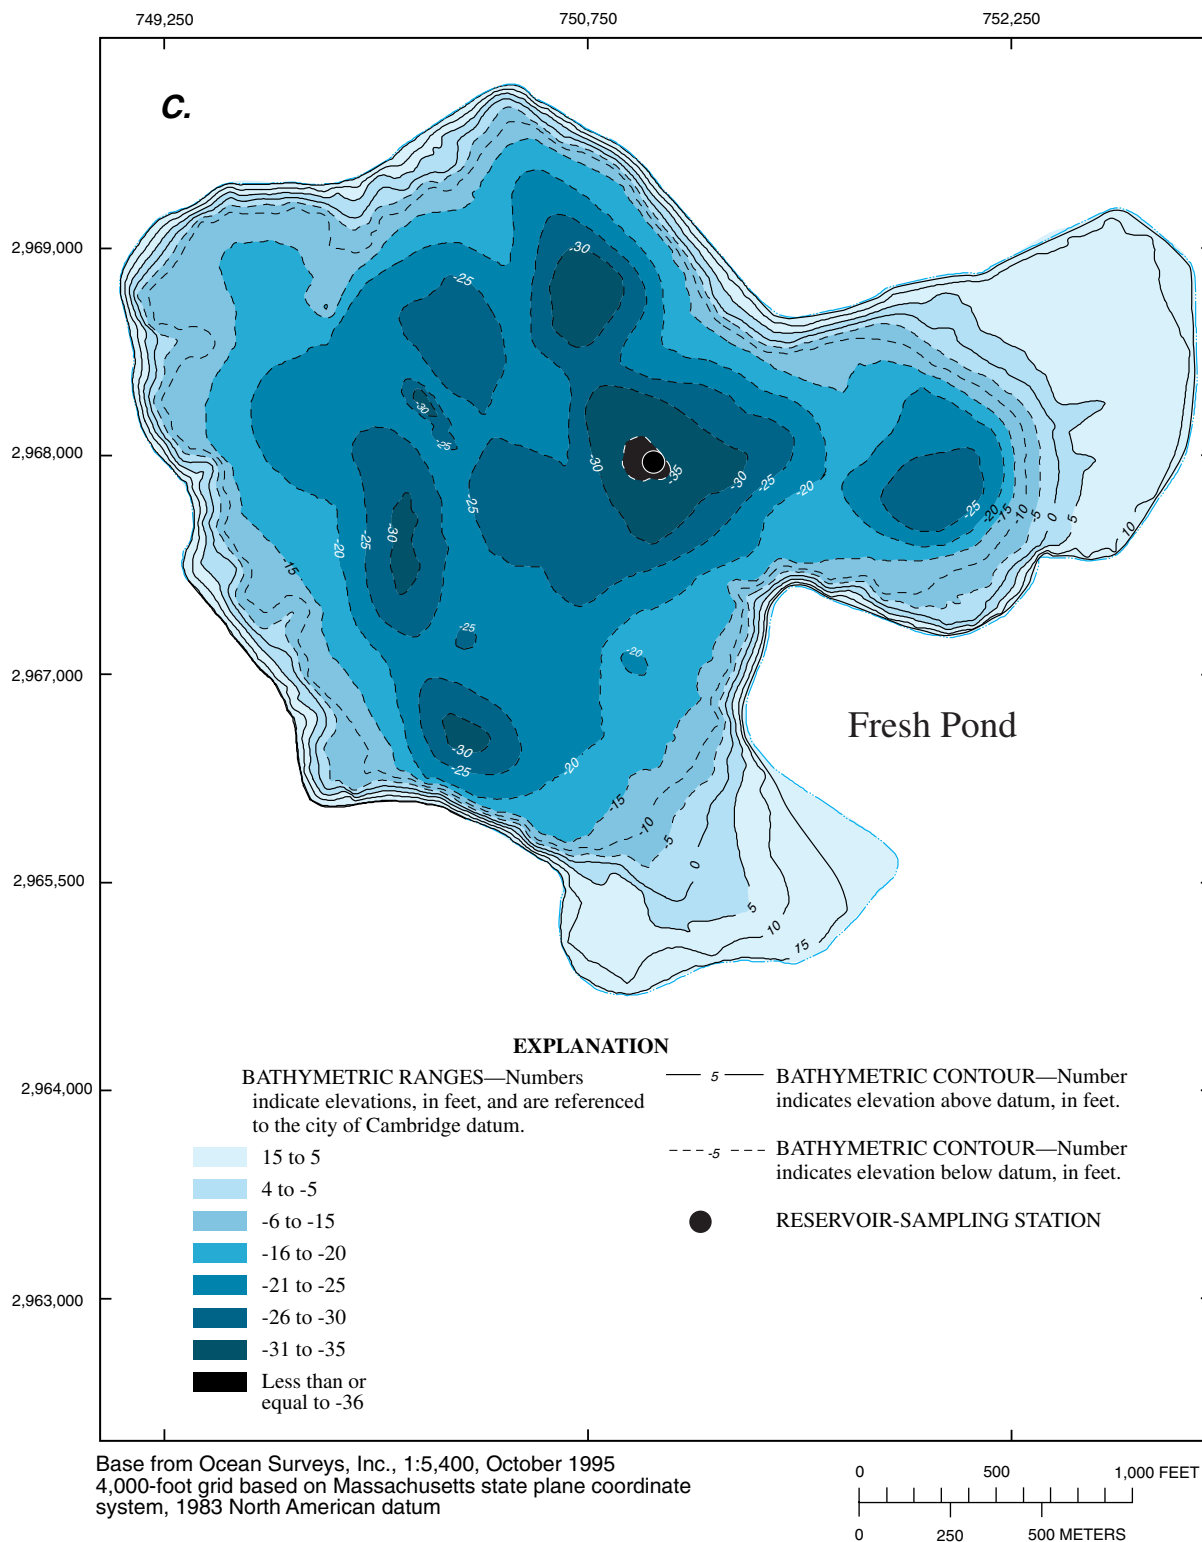 749,250 750,750 752,250
C.
2,969,000
2,968,000
2,967,000
2,965,500
2,964,000
2,963,000
-30
-25
-30
-25
-30
-35
-30
-25
-20
-25
-20
-15
-10
-5
0
5
10
-25
-30
-25
-20
-15
-25
-20
-30
-25
-20
-15
-10
-5
0
5
10
15
Fresh Pond
EXPLANATION
BATHYMETRIC RANGES—Numbers
indicate elevations, in feet, and are referenced
to the city of Cambridge datum.
15 to 5
4 to -5
-6 to -15
-16 to -20
-21 to -25
-26 to -30
-31 to -35
Less than or
equal to -36
5 BATHYMETRIC CONTOUR—Number
indicates elevation above datum, in feet.
-5 BATHYMETRIC CONTOUR—Number
indicates elevation below datum, in feet.
RESERVOIR-SAMPLING STATION
Base from Ocean Surveys, Inc., 1:5,400, October 1995
4,000-foot grid based on Massachusetts state plane coordinate
system, 1983 North American datum
0 500 1,000 FEET
0 250 500 METERS